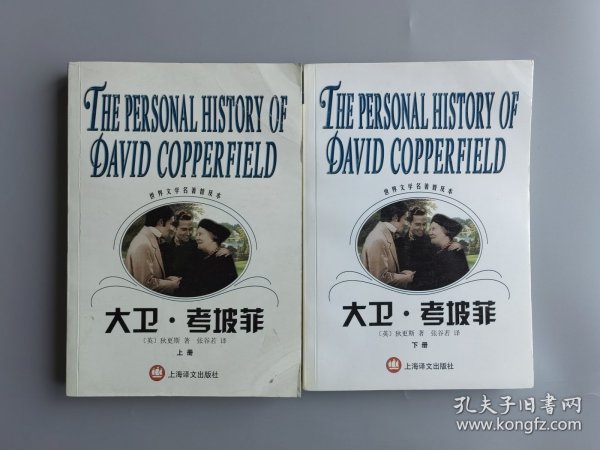 THE PERSONAL HISTORY OF
DAVID COPPERFIELD
世界文学名著普及本
大卫·考坡菲
〔英〕狄更斯 著 张谷若 译
上册
上海译文出版社
THE PERSONAL HISTORY OF
DAVID COPPERFIELD
世界文学名著普及本
大卫·考坡菲
〔英〕狄更斯 著 张谷若 译
下册
上海译文出版社
孔夫子旧书网
www.kongfz.com